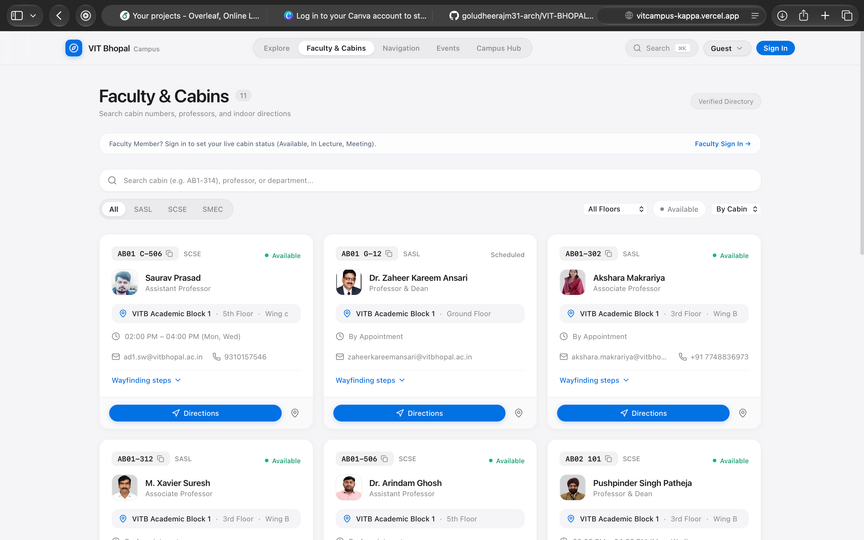 Your projects - Overleaf, Online L...
Log in to your Canva account to st...
goludheerajm31-arch/VIT-BHOPAL...
vitcampus-kappa.vercel.app
VIT Bhopal Campus
Explore
Faculty & Cabins
Navigation
Events
Campus Hub
Search ⌘K
Guest
Sign In
Faculty & Cabins 11
Search cabin numbers, professors, and indoor directions
Verified Directory
Faculty Member? Sign in to set your live cabin status (Available, In Lecture, Meeting).
Faculty Sign In →
Search cabin (e.g. AB1-314), professor, or department...
All SASL SCSE SMEC
All Floors
Available
By Cabin
AB01 C-506 SCSE Available
Saurav Prasad
Assistant Professor
VITB Academic Block 1 · 5th Floor · Wing c
02:00 PM – 04:00 PM (Mon, Wed)
ad1.sw@vitbhopal.ac.in 9310157546
Wayfinding steps
Directions
AB01 G-12 SASL Scheduled
Dr. Zaheer Kareem Ansari
Professor & Dean
VITB Academic Block 1 · Ground Floor
By Appointment
zaheerkareemansari@vitbhopal.ac.in
Wayfinding steps
Directions
AB01-302 SASL Available
Akshara Makrariya
Associate Professor
VITB Academic Block 1 · 3rd Floor · Wing B
By Appointment
akshara.makrariya@vitbho... +91 7748836973
Wayfinding steps
Directions
AB01-312 SASL Available
M. Xavier Suresh
Associate Professor
VITB Academic Block 1 · 3rd Floor · Wing B
AB01-506 SCSE Available
Dr. Arindam Ghosh
Assistant Professor
VITB Academic Block 1 · 5th Floor
AB02 101 SCSE Available
Pushpinder Singh Patheja
Professor & Dean
VITB Academic Block 1 · 3rd Floor · Wing B